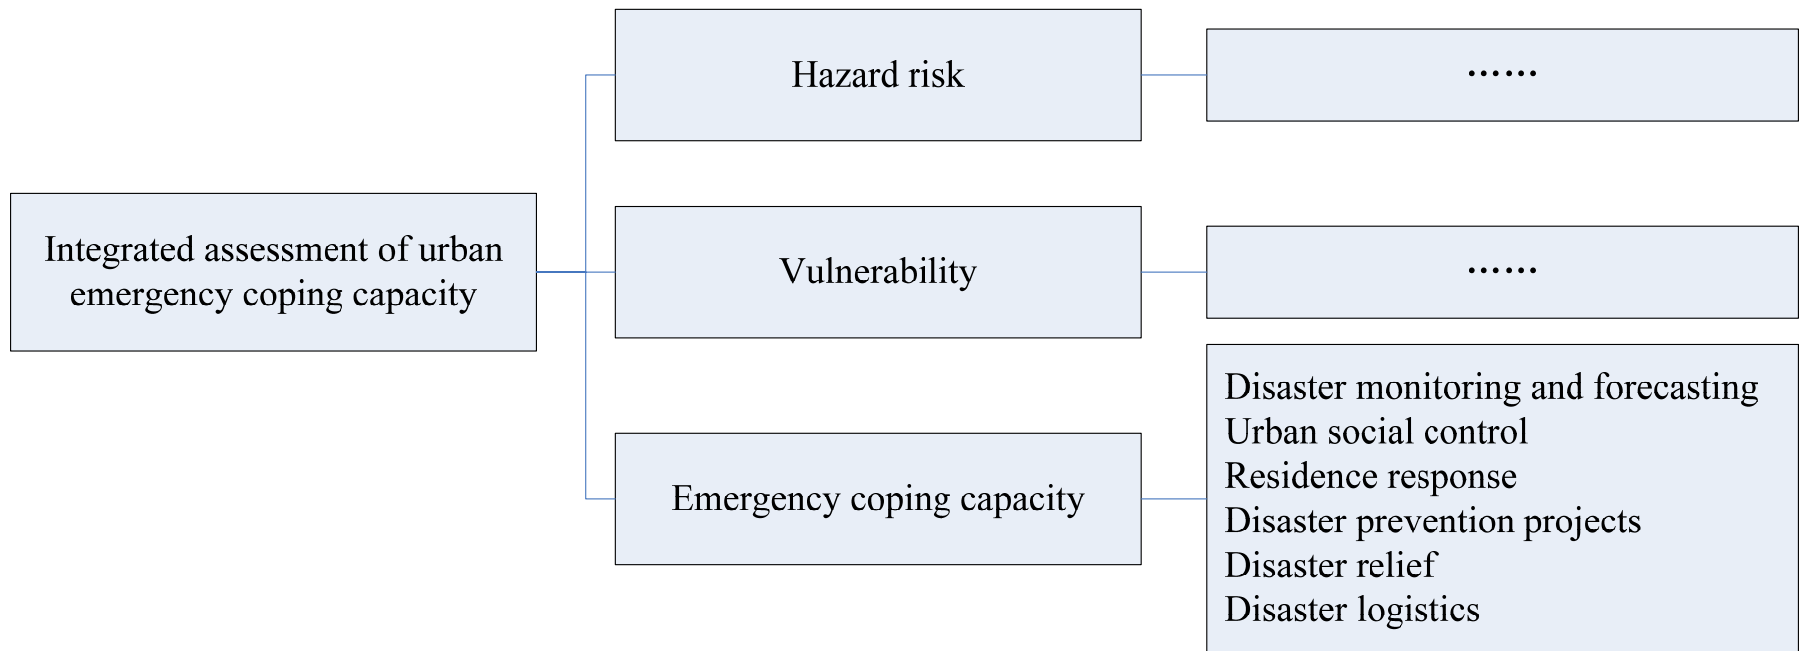 Integrated assessment of urban
emergency coping capacity
Hazard risk
……
Vulnerability
……
Emergency coping capacity
Disaster monitoring and forecasting
Urban social control
Residence response
Disaster prevention projects
Disaster relief
Disaster logistics